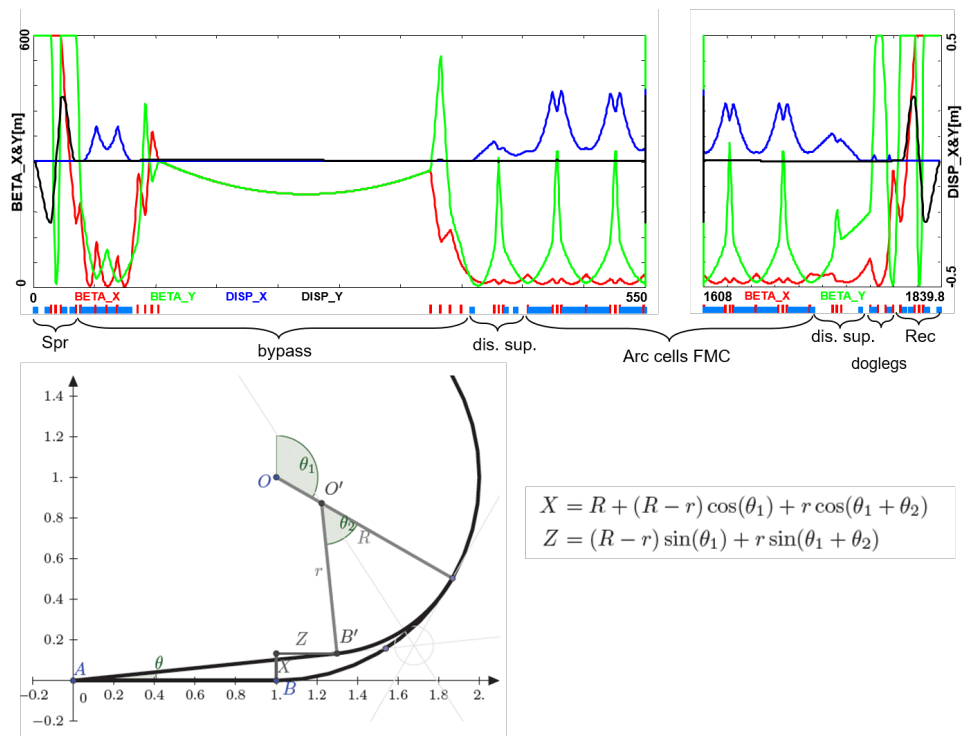 600
0.5
BETA_X&Y[m]
DISP_X&Y[m]
0
-0.5
0 BETA_X BETA_Y DISP_X DISP_Y 550
1608 BETA_X BETA_Y 1839.8
Spr
bypass
dis. sup.
Arc cells FMC
dis. sup.
doglegs
Rec
1.4
1.2
1.
0.8
0.6
0.4
0.2
0
−0.2
−0.2 0.2 0.4 0.6 0.8 1. 1.2 1.4 1.6 1.8 2.
O
θ₁
O′
θ₂
R
r
Z
B′
X
A
θ
B
X = R + (R − r) cos(θ₁) + r cos(θ₁ + θ₂)
Z = (R − r) sin(θ₁) + r sin(θ₁ + θ₂)